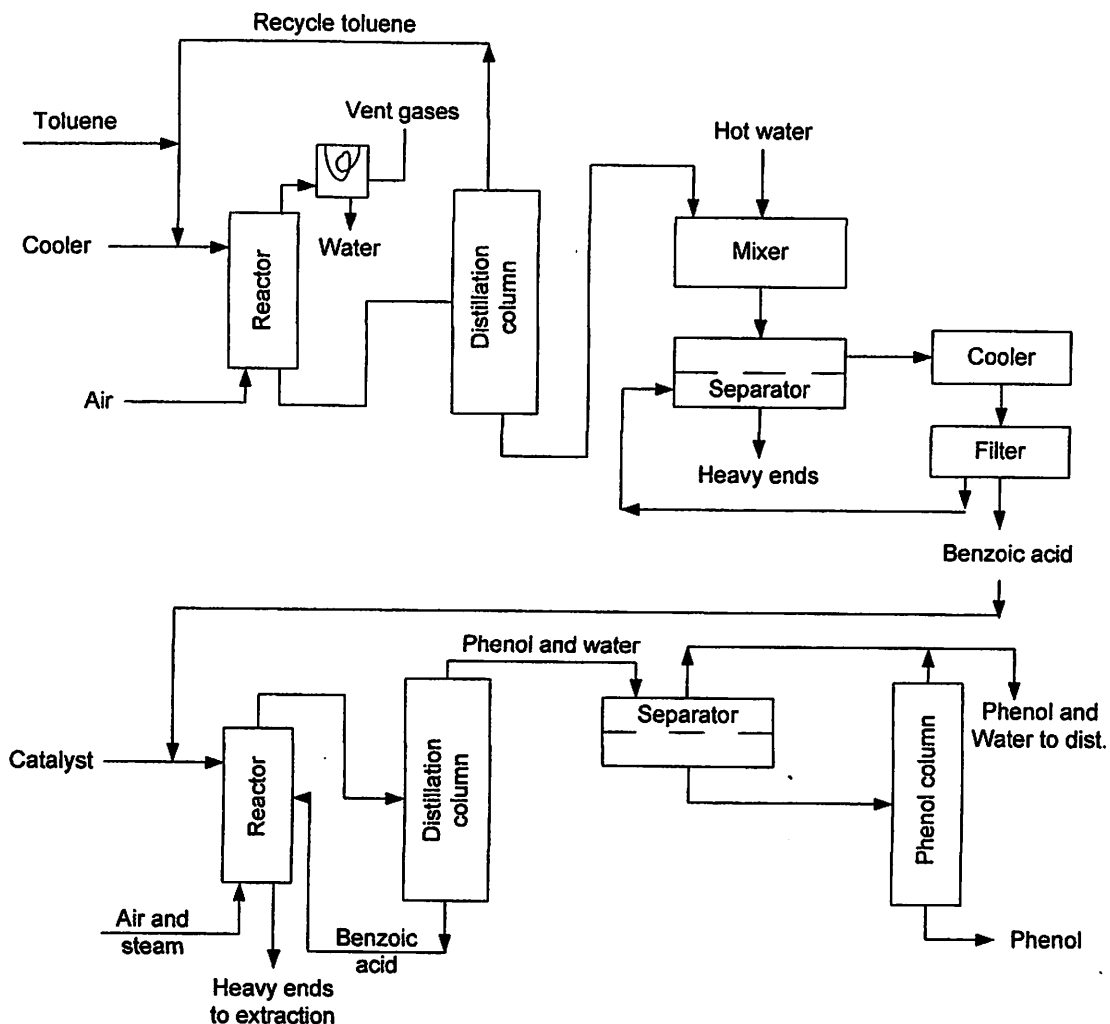 Recycle toluene
Toluene
Vent gases
Hot water
Cooler
Reactor
Water
Distillation
column
Mixer
Separator
Cooler
Air
Heavy ends
Filter
Benzoic acid
Phenol and water
Separator
Phenol and
Water to dist.
Catalyst
Reactor
Distillation
column
Phenol column
Air and
steam
Benzoic
acid
Phenol
Heavy ends
to extraction